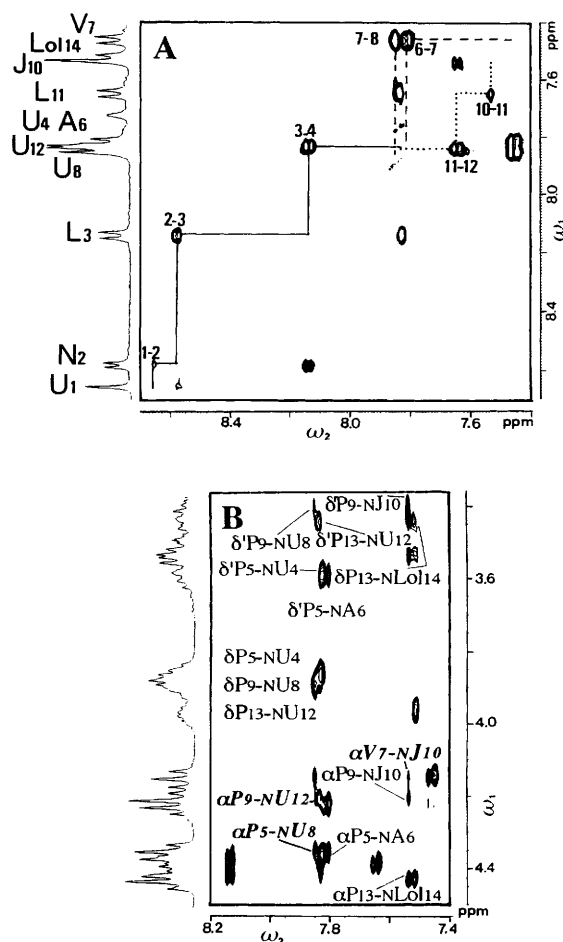 A
V7
Lol14
J10
L11
U4 A6
U12
U8
L3
N2
U1
7-8
6-7
10-11
3-4
11-12
2-3
1-2
ppm
7.6
8.0
ω1
8.4
8.4
8.0
7.6
ppm
ω2
B
δ'P9-NJ10
δ'P9-NU8
δ'P13-NU12
δ'P5-NU4
δP13-NLol14
δ'P5-NA6
δP5-NU4
δP9-NU8
δP13-NU12
αV7-NJ10
αP9-NJ10
αP9-NU12
αP5-NU8
αP5-NA6
αP13-NLol14
3.6
4.0
ω1
4.4
ppm
8.2
7.8
7.4
ω2